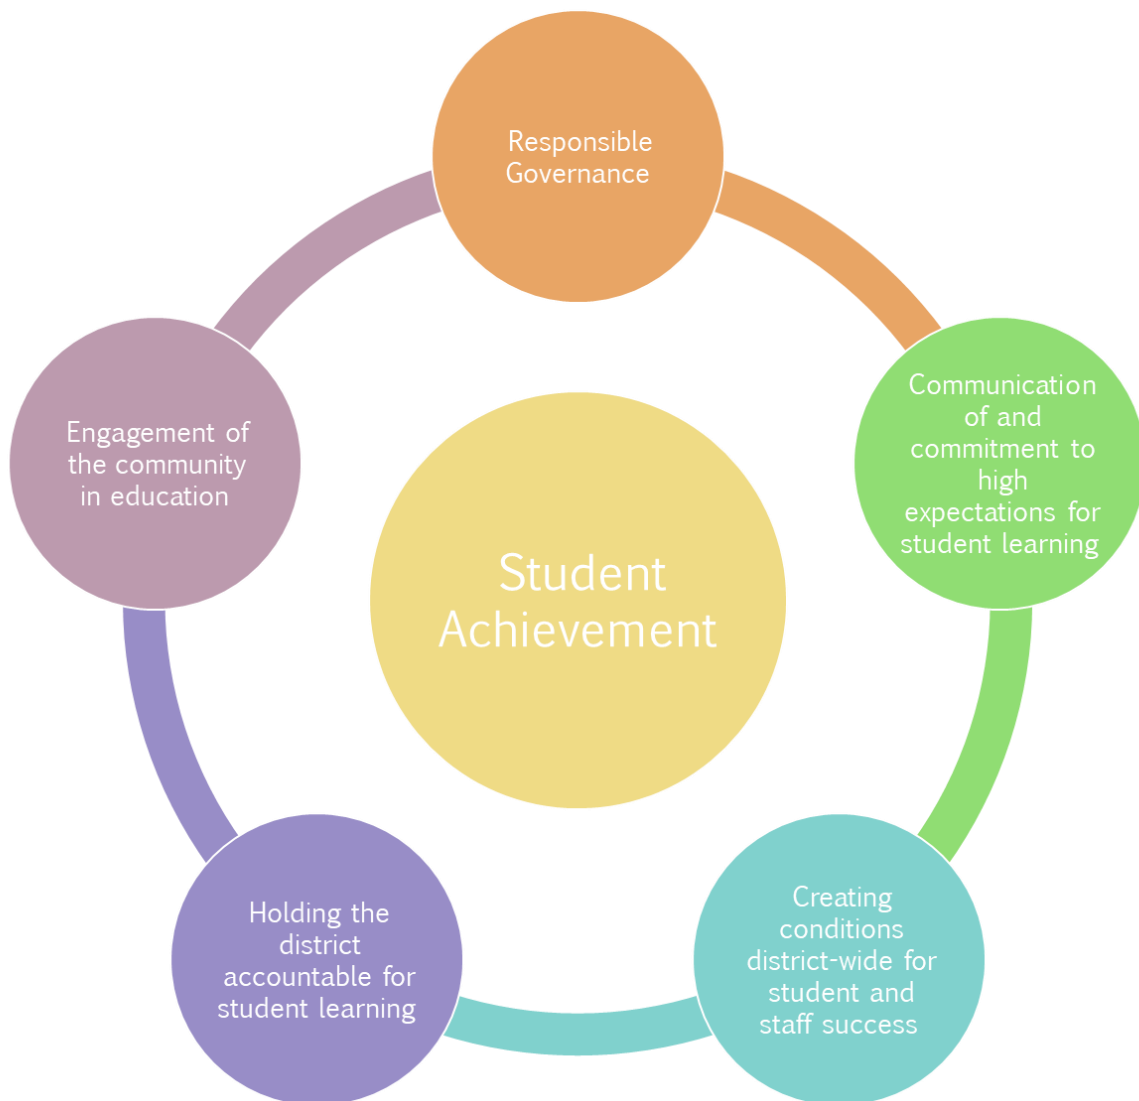 Responsible
Governance
Communication
of and
commitment to
high
expectations for
student learning
Creating
conditions
district-wide for
student and
staff success
Holding the
district
accountable for
student learning
Engagement of
the community
in education
Student
Achievement